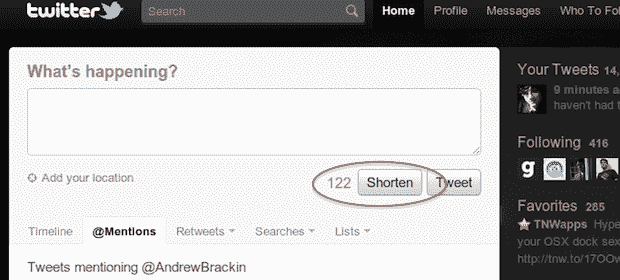 twitter Search Home Profile Messages Who To Fol
What's happening?
Your Tweets 14,
9 minutes a
haven't had t
Following 416
g
122 Shorten Tweet
Add your location
Favorites 285
Timeline @Mentions Retweets Searches Lists
TNWapps Hype
your OSX dock sex
http://tnw.to/17OOw
Tweets mentioning @AndrewBrackin